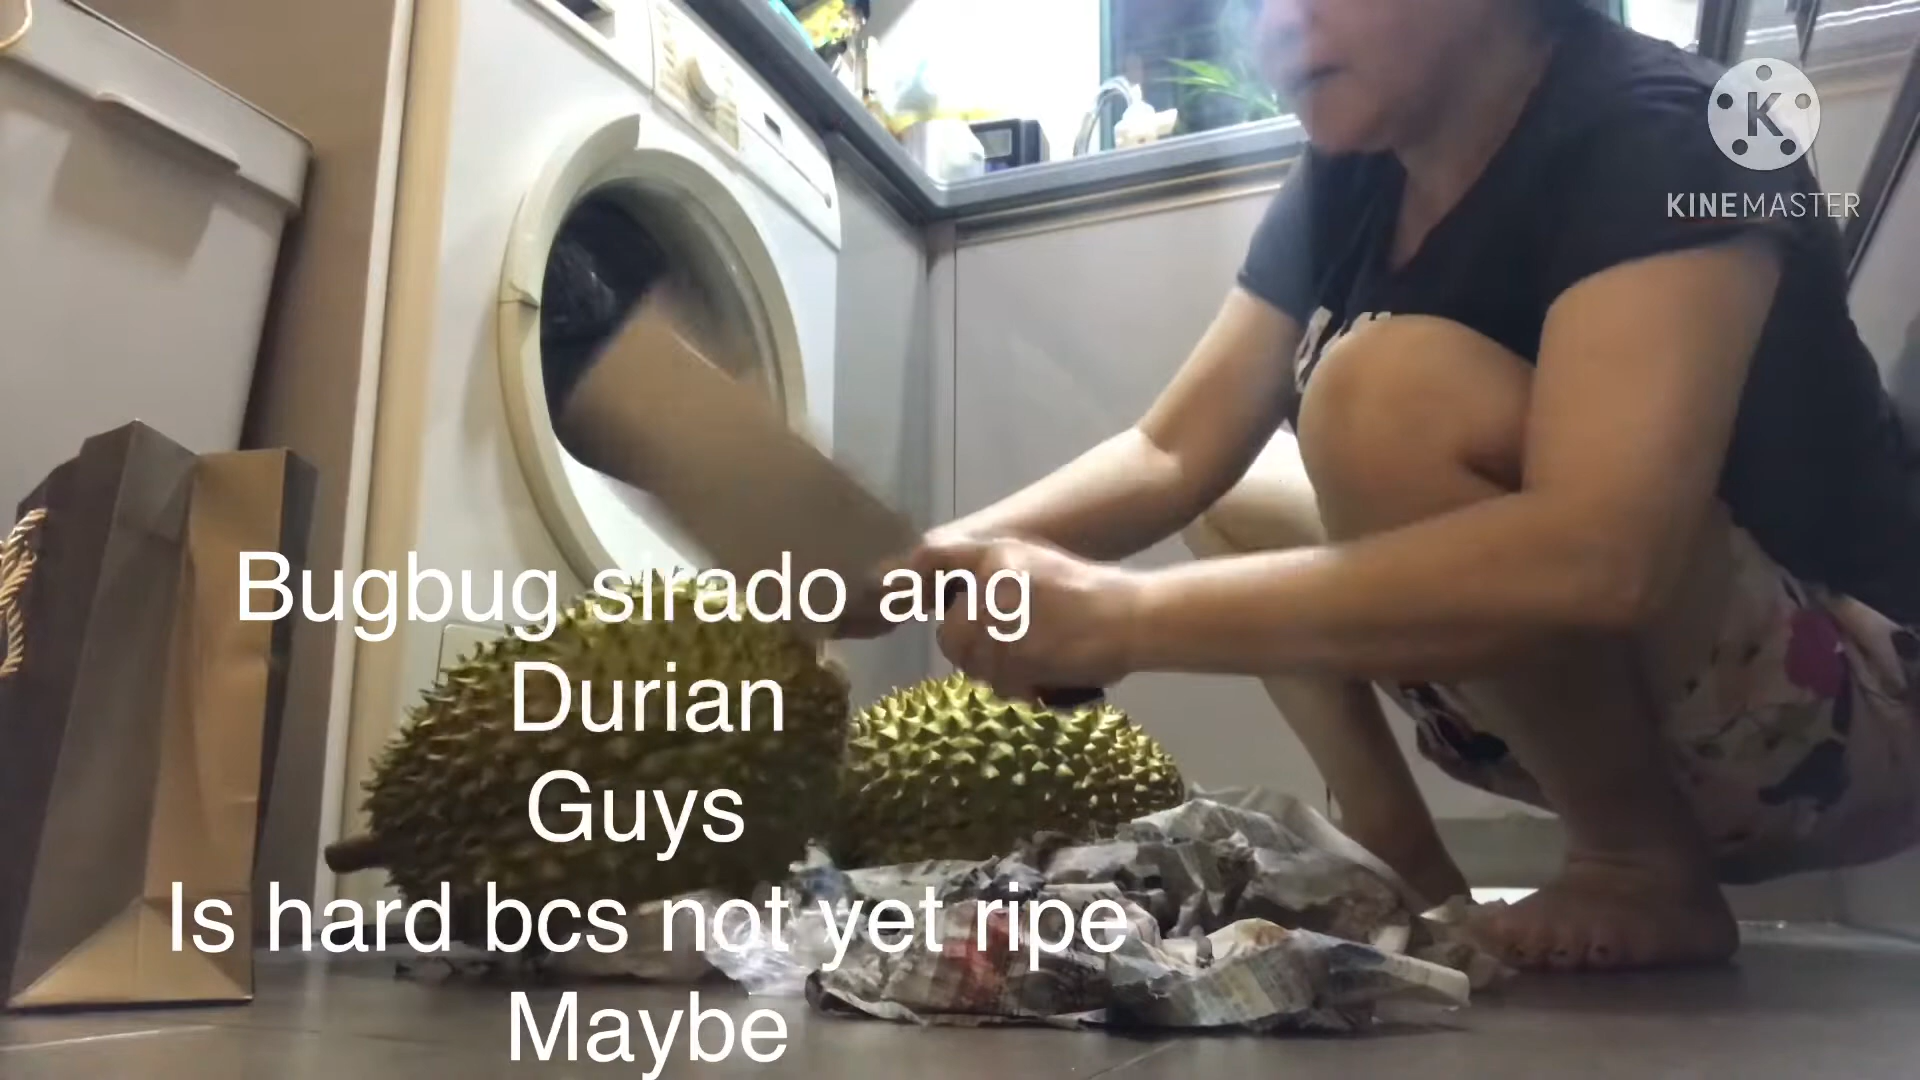 K
KINEMASTER
Bugbug sirado ang
Durian
Guys
Is hard bcs not yet ripe
Maybe